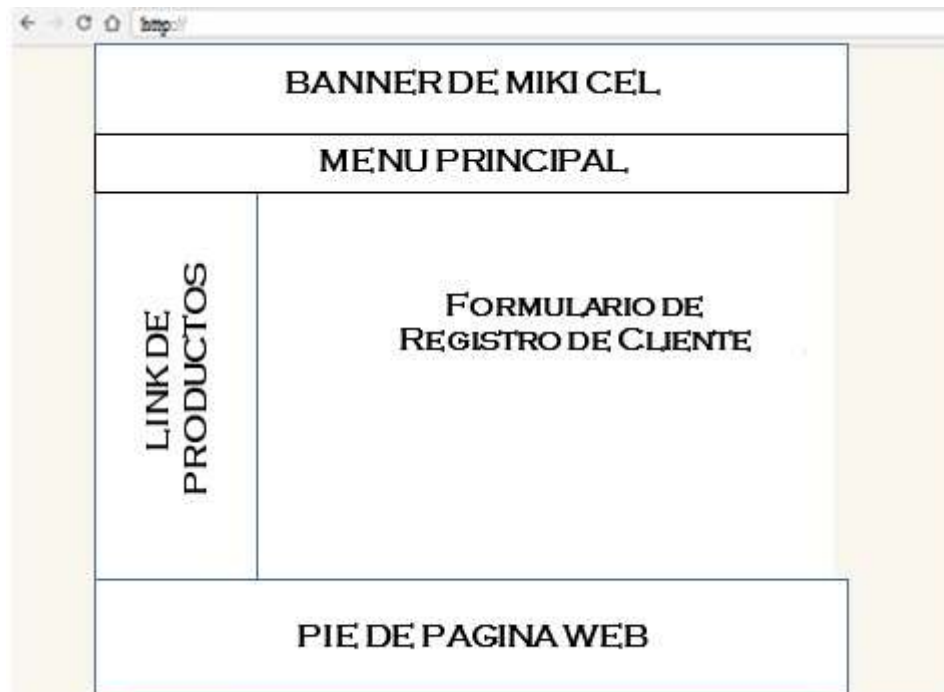 http://
BANNER DE MIKI CEL
MENU PRINCIPAL
LINK DE
PRODUCTOS
FORMULARIO DE
REGISTRO DE CLIENTE
PIE DE PAGINA WEB